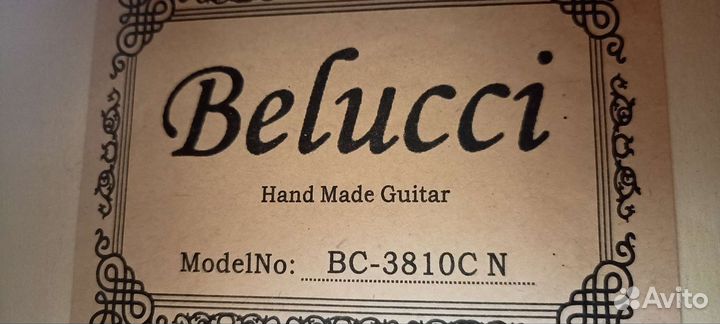 Belucci
Hand Made Guitar
ModelNo: BC-3810C N
Avito